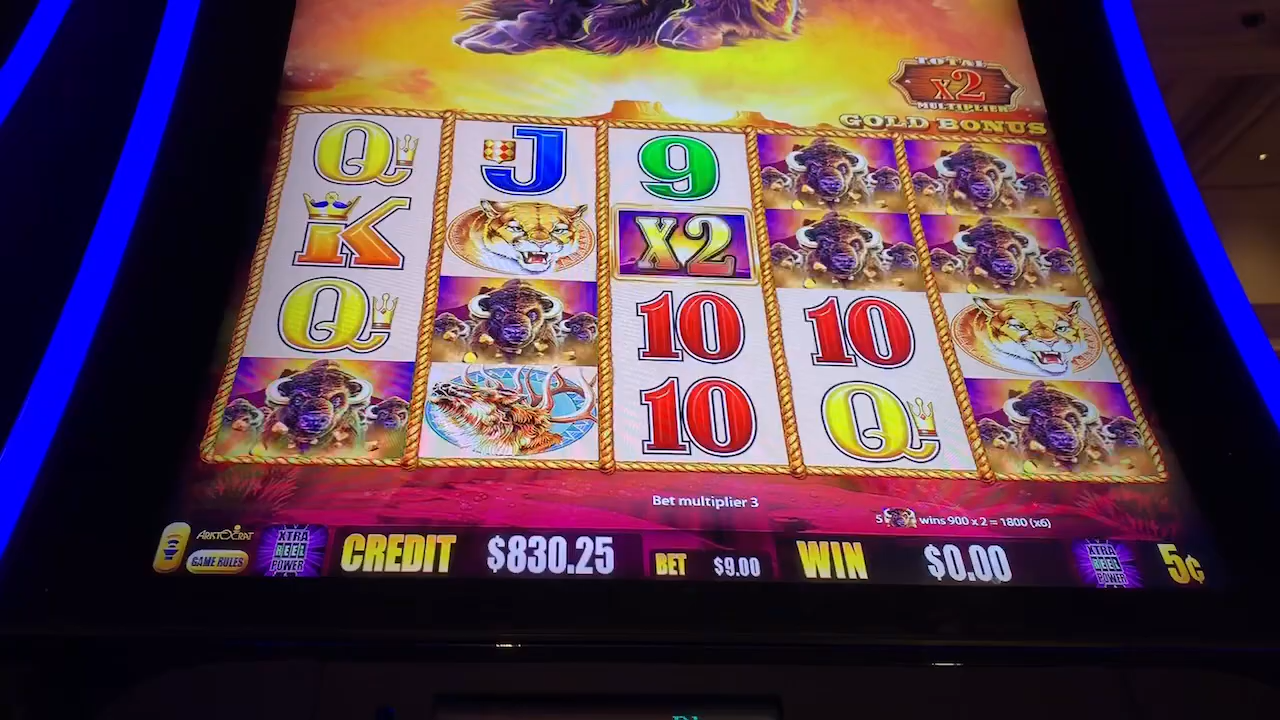 TOTAL
x2
MULTIPLIER
GOLD BONUS
Q J 9
K X2
Q 10 10
10 Q
Bet multiplier 3
5 wins 900 x 2 = 1800 (x6)
ARISTOCRAT
GAME RULES
XTRA
REEL
POWER
CREDIT $830.25 BET $9.00 WIN $0.00
XTRA
REEL
POWER
5¢